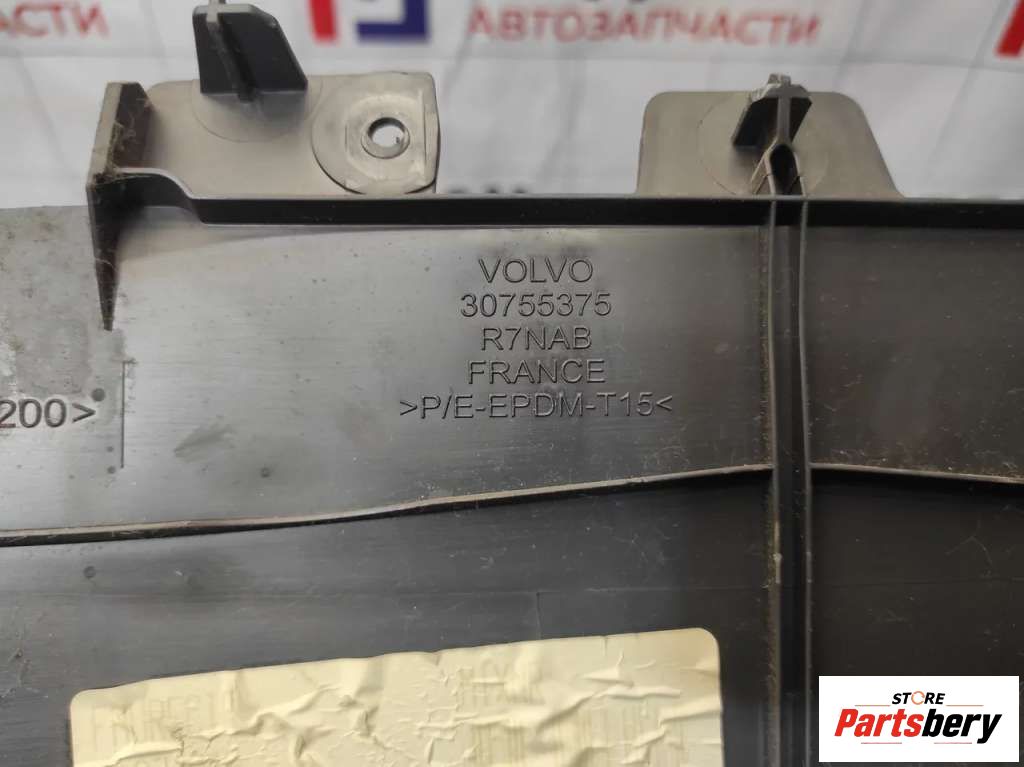 АВТОЗАПЧАСТИ
VOLVO
30755375
R7NAB
FRANCE
>P/E-EPDM-T15<
200>
STORE
Partsbery